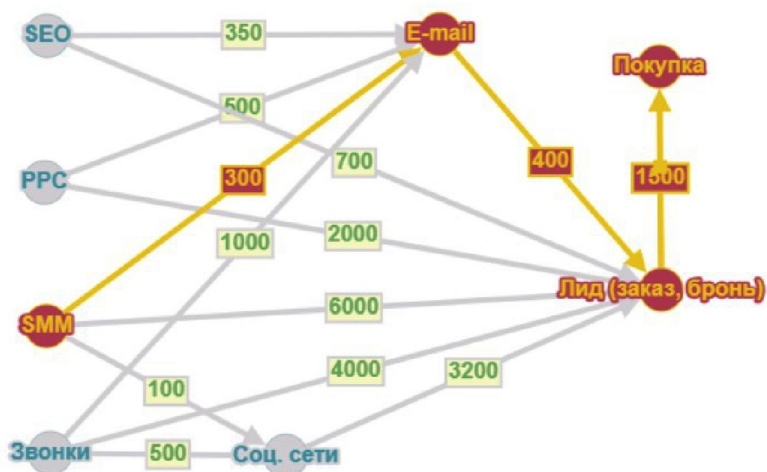 SEO
350
E-mail
Покупка
500
700
400
1500
PPC
300
1000
2000
Лид (заказ, бронь)
SMM
6000
100
4000
3200
Звонки
500
Соц. сети